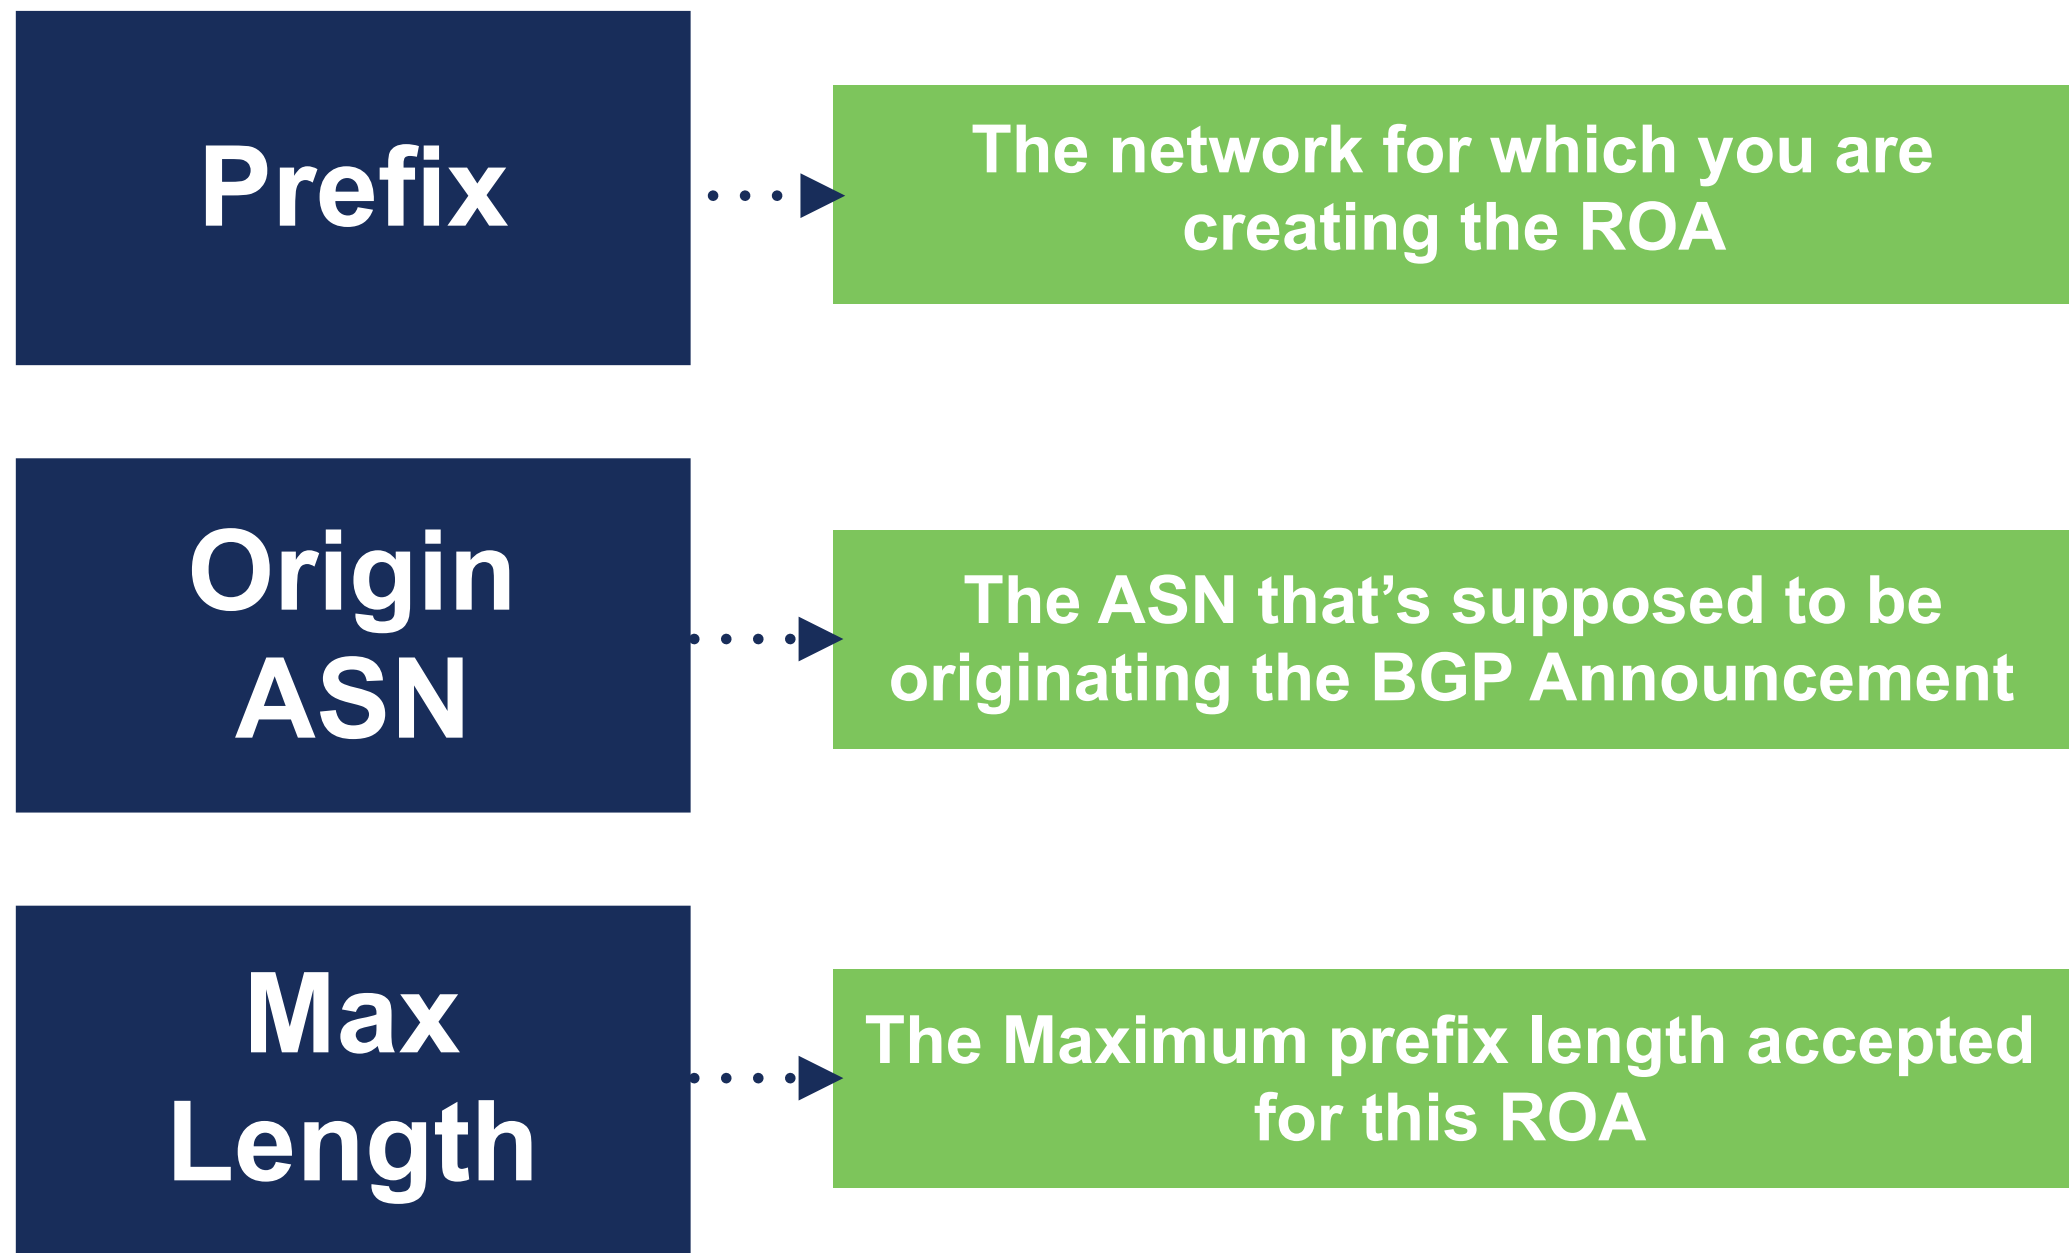 Prefix
The network for which you are
creating the ROA
Origin
ASN
The ASN that’s supposed to be
originating the BGP Announcement
Max
Length
The Maximum prefix length accepted
for this ROA